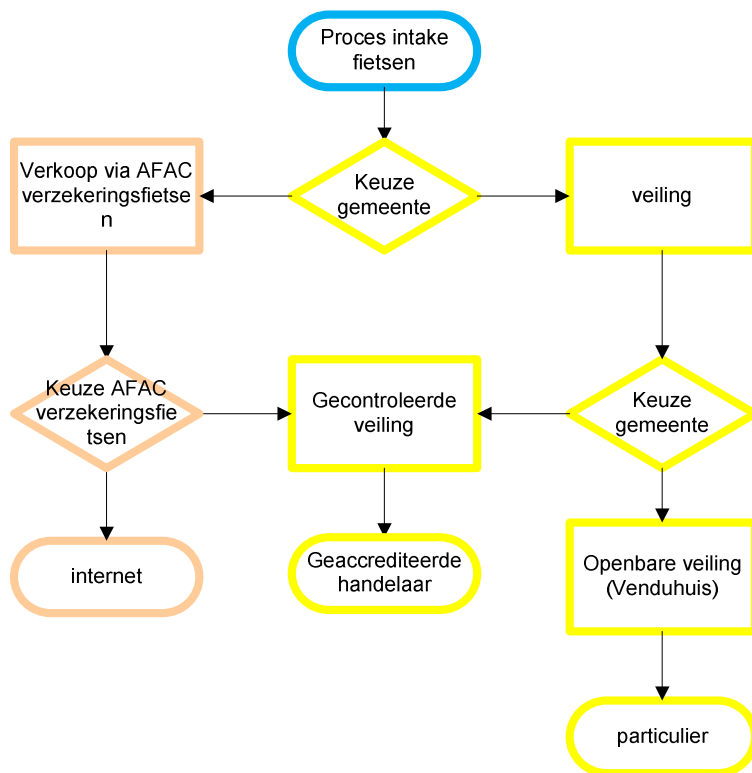 Proces intake
fietsen
Verkoop via AFAC
verzekeringsfietse
n
Keuze
gemeente
veiling
Keuze AFAC
verzekeringsfie
tsen
Gecontroleerde
veiling
Keuze
gemeente
internet
Geaccrediteerde
handelaar
Openbare veiling
(Venduhuis)
particulier